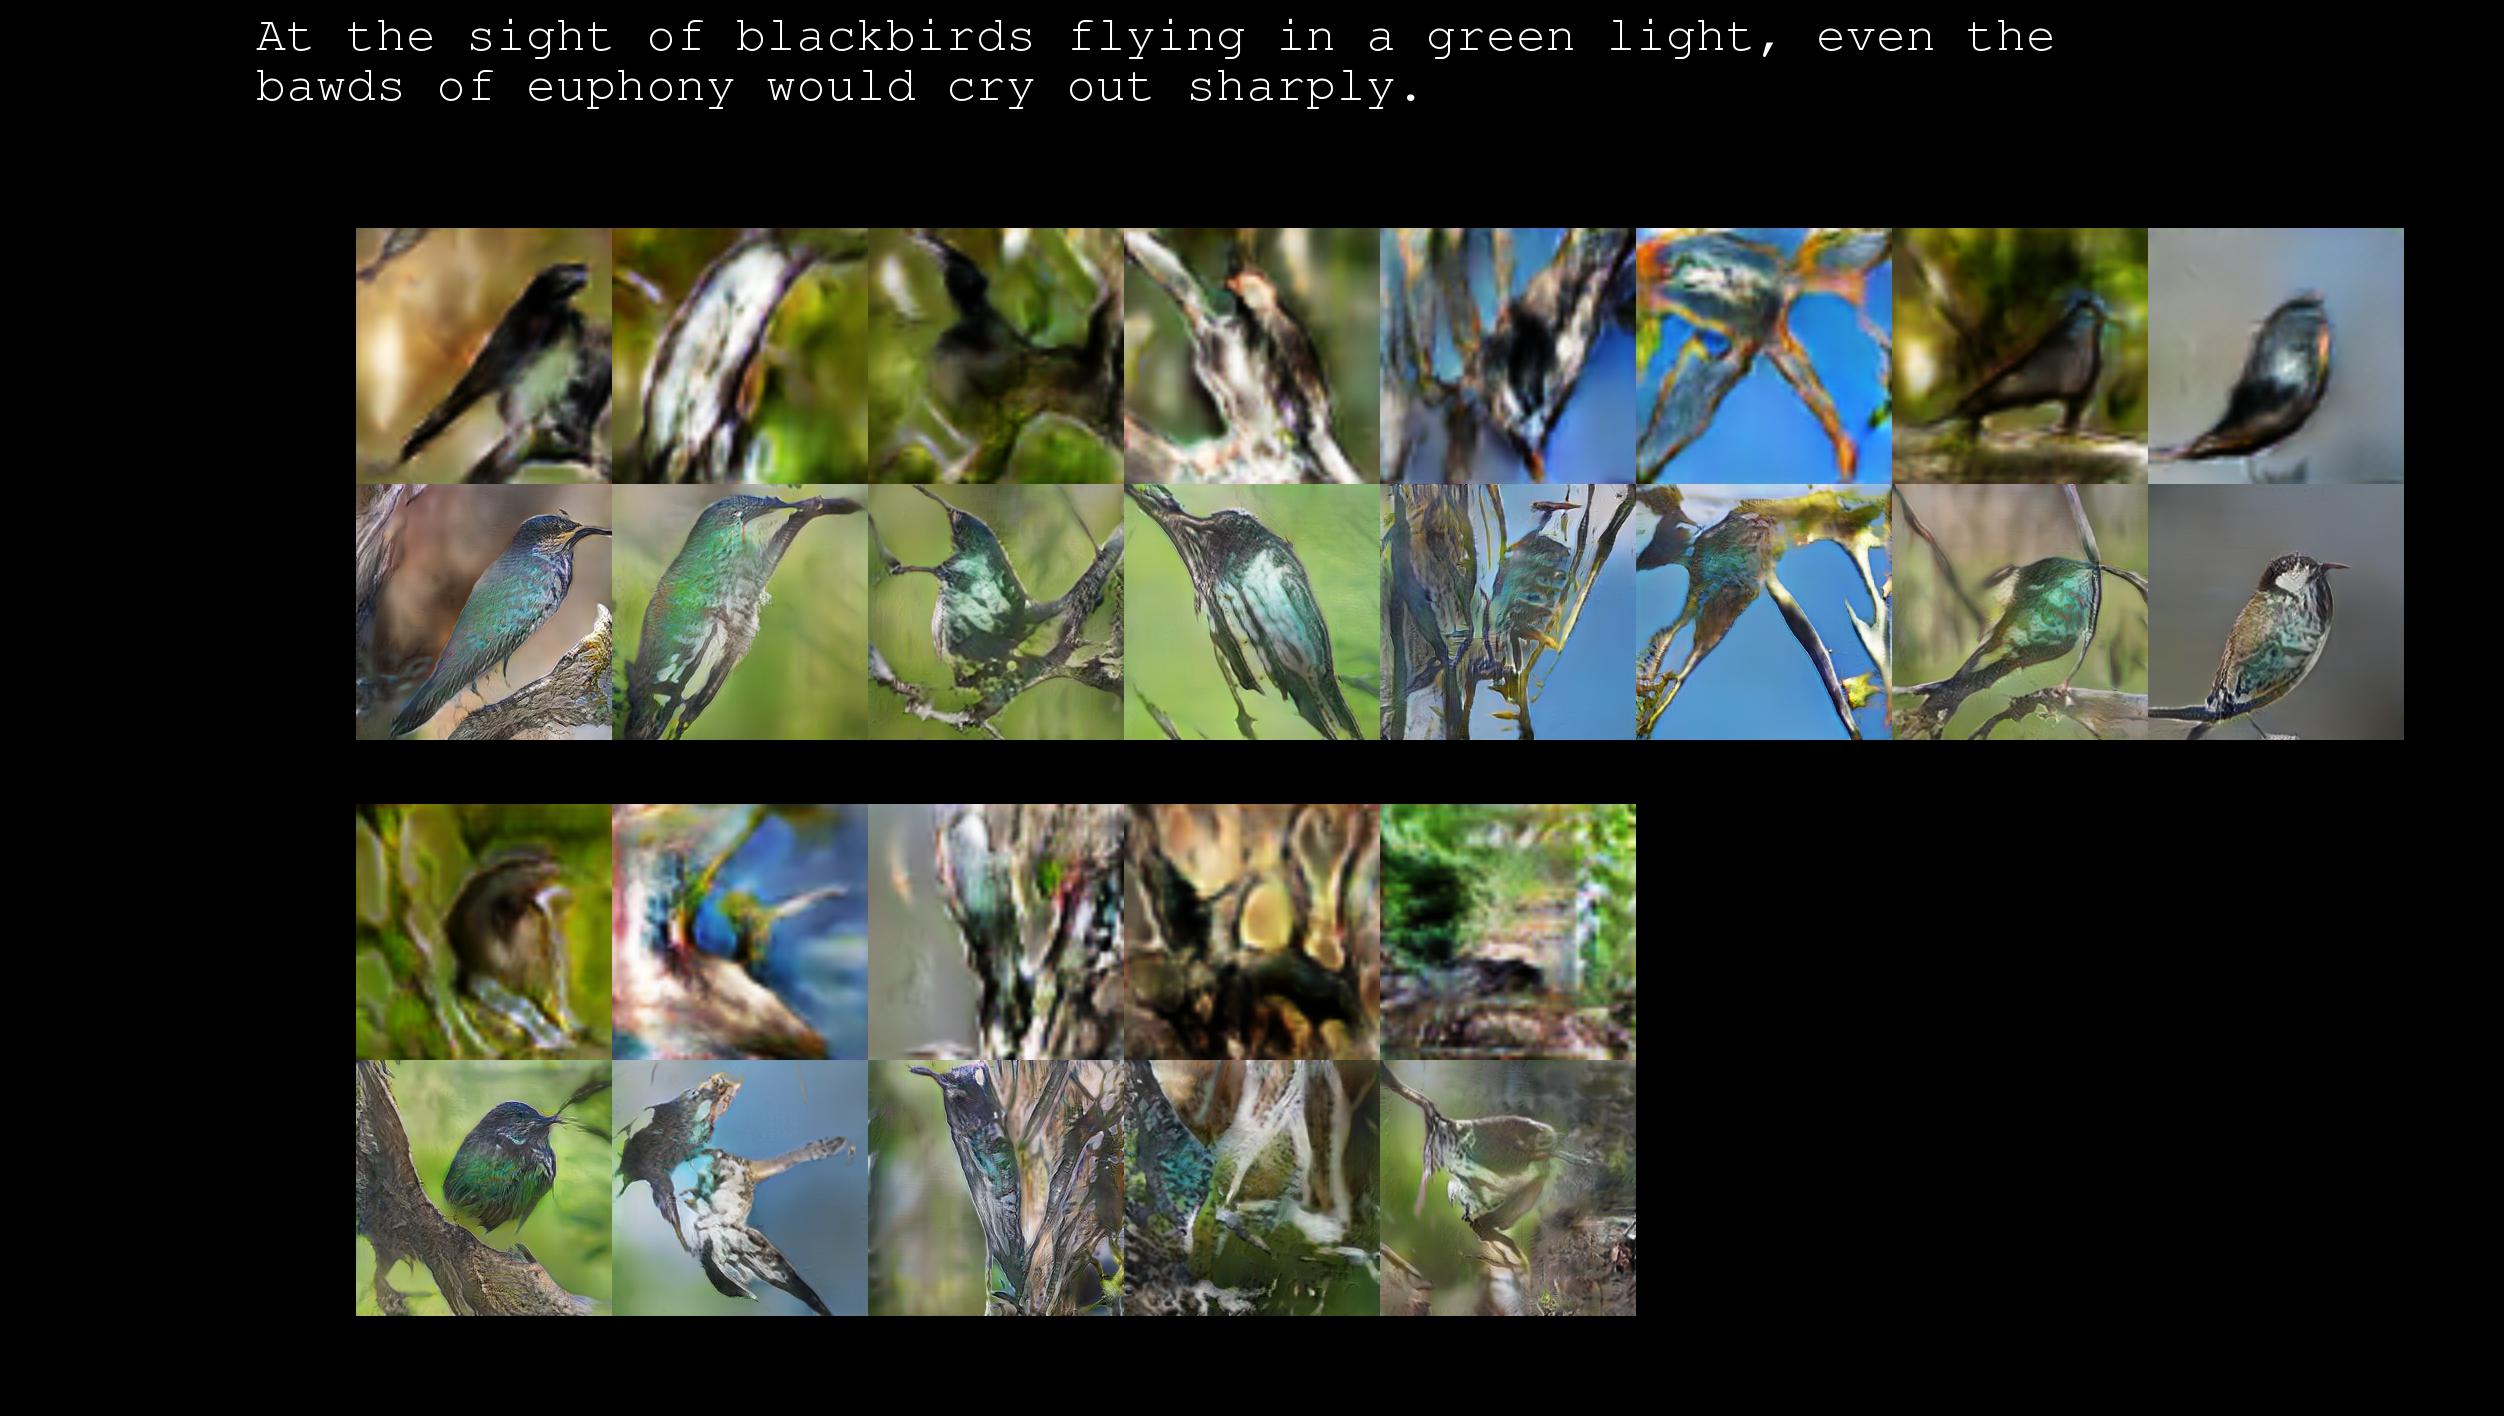 At the sight of blackbirds flying in a green light, even the
bawds of euphony would cry out sharply.